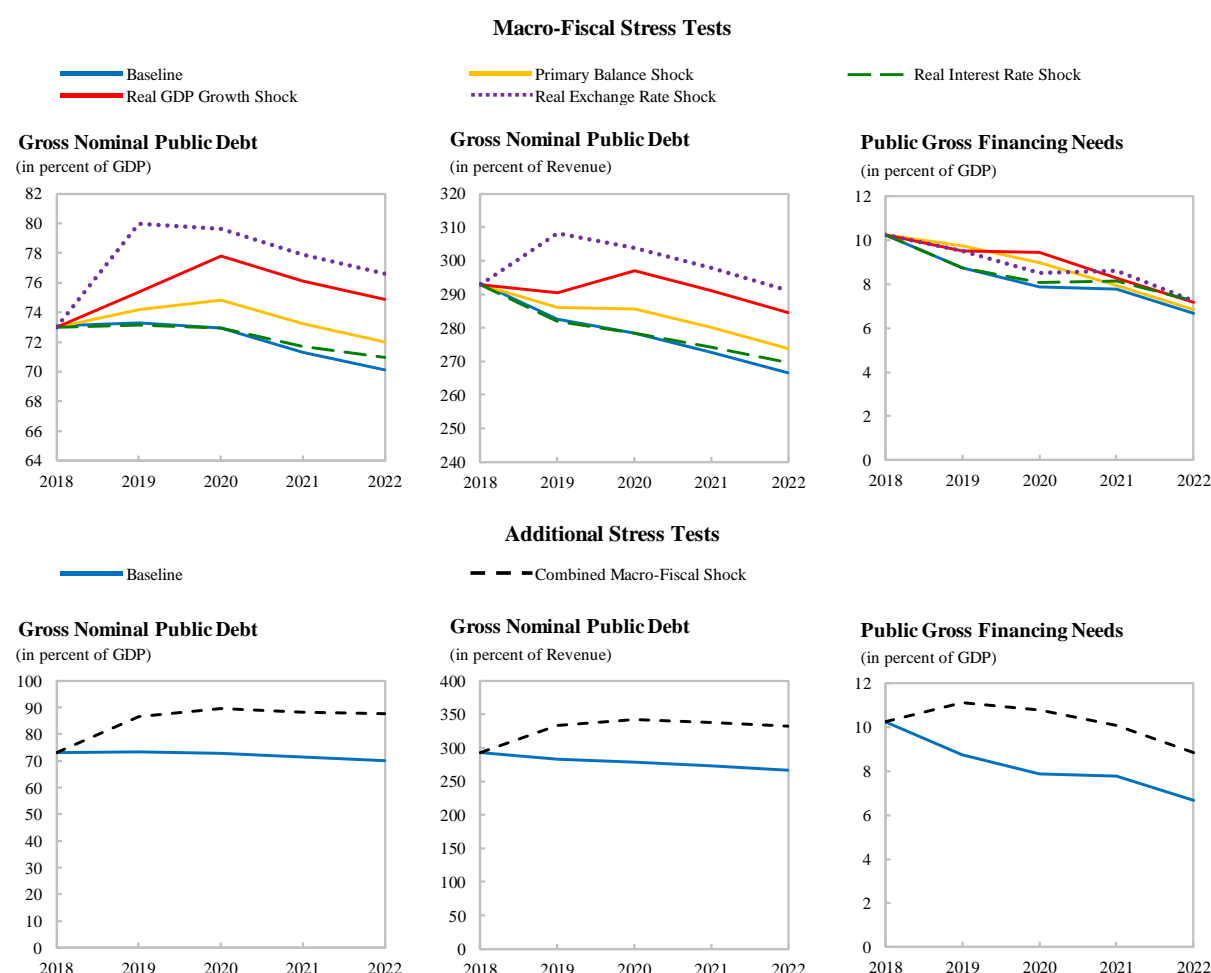 Macro-Fiscal Stress Tests
Baseline
Primary Balance Shock
Real Interest Rate Shock
Real GDP Growth Shock
Real Exchange Rate Shock
Gross Nominal Public Debt
(in percent of GDP)
82
80
78
76
74
72
70
68
66
64
2018 2019 2020 2021 2022
Gross Nominal Public Debt
(in percent of Revenue)
320
310
300
290
280
270
260
250
240
2018 2019 2020 2021 2022
Public Gross Financing Needs
(in percent of GDP)
12
10
8
6
4
2
0
2018 2019 2020 2021 2022
Additional Stress Tests
Baseline
Combined Macro-Fiscal Shock
Gross Nominal Public Debt
(in percent of GDP)
100
90
80
70
60
50
40
30
20
10
0
2018 2019 2020 2021 2022
Gross Nominal Public Debt
(in percent of Revenue)
400
350
300
250
200
150
100
50
0
2018 2019 2020 2021 2022
Public Gross Financing Needs
(in percent of GDP)
12
10
8
6
4
2
0
2018 2019 2020 2021 2022